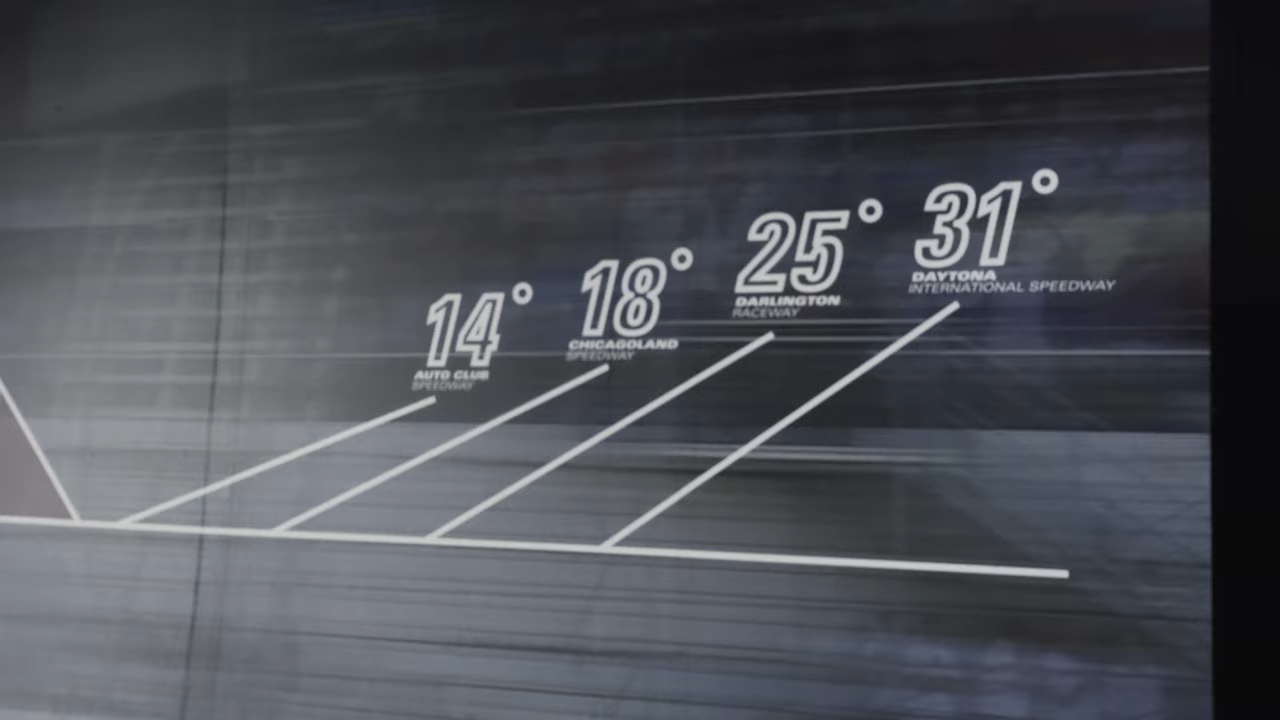 14°
AUTO CLUB
SPEEDWAY
18°
CHICAGOLAND
SPEEDWAY
25°
DARLINGTON
RACEWAY
31°
DAYTONA
INTERNATIONAL SPEEDWAY